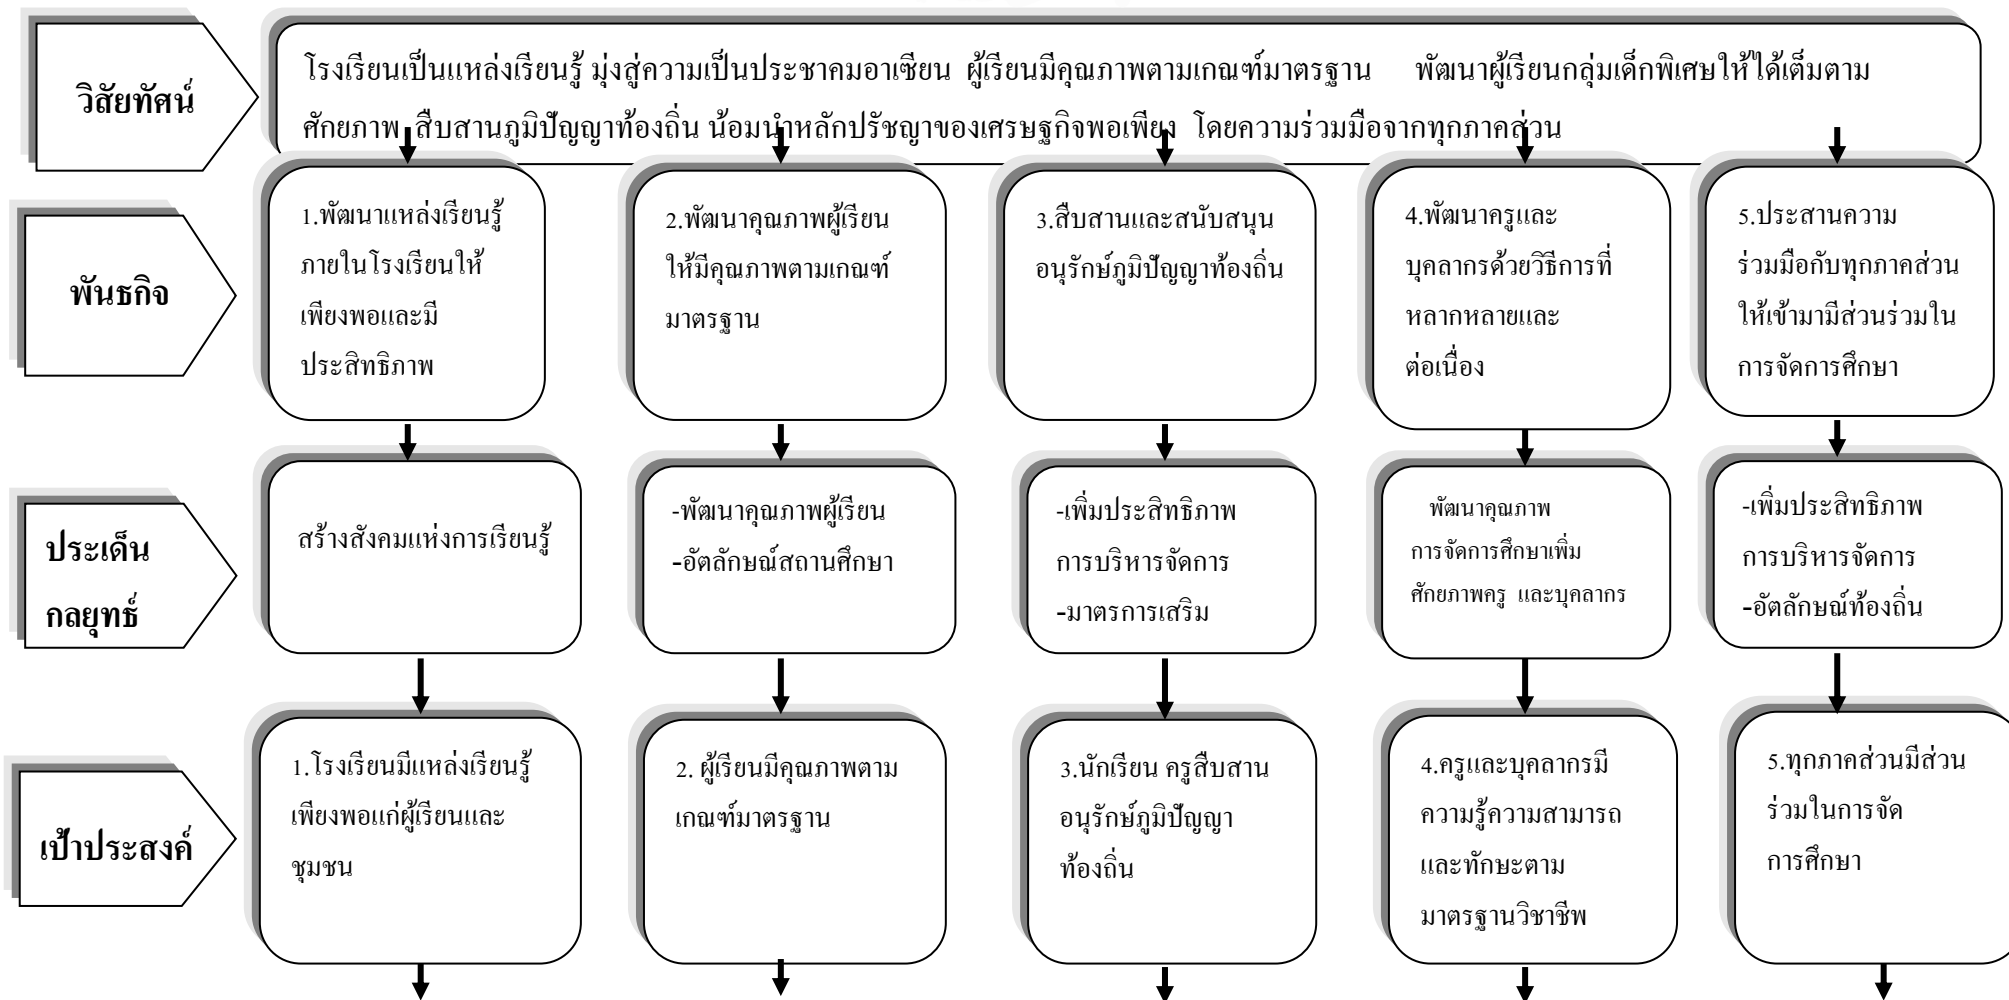 วิสัยทัศน์
โรงเรียนเป็นแหล่งเรียนรู้ มุ่งสู่ความเป็นประชาคมอาเซียน ผู้เรียนมีคุณภาพตามเกณฑ์มาตรฐาน พัฒนาผู้เรียนกลุ่มเด็กพิเศษให้ได้เต็มตาม
ศักยภาพ สืบสานภูมิปัญญาท้องถิ่น น้อมนำหลักปรัชญาของเศรษฐกิจพอเพียง โดยความร่วมมือจากทุกภาคส่วน
พันธกิจ
1.พัฒนาแหล่งเรียนรู้
ภายในโรงเรียนให้
เพียงพอและมี
ประสิทธิภาพ
2.พัฒนาคุณภาพผู้เรียน
ให้มีคุณภาพตามเกณฑ์
มาตรฐาน
3.สืบสานและสนับสนุน
อนุรักษ์ภูมิปัญญาท้องถิ่น
4.พัฒนาครูและ
บุคลากรด้วยวิธีการที่
หลากหลายและ
ต่อเนื่อง
5.ประสานความ
ร่วมมือกับทุกภาคส่วน
ให้เข้ามามีส่วนร่วมใน
การจัดการศึกษา
ประเด็น
กลยุทธ์
สร้างสังคมแห่งการเรียนรู้
-พัฒนาคุณภาพผู้เรียน
-อัตลักษณ์สถานศึกษา
-เพิ่มประสิทธิภาพ
การบริหารจัดการ
-มาตรการเสริม
พัฒนาคุณภาพ
การจัดการศึกษาเพิ่ม
ศักยภาพครู และบุคลากร
-เพิ่มประสิทธิภาพ
การบริหารจัดการ
-อัตลักษณ์ท้องถิ่น
เป้าประสงค์
1.โรงเรียนมีแหล่งเรียนรู้
เพียงพอแก่ผู้เรียนและ
ชุมชน
2. ผู้เรียนมีคุณภาพตาม
เกณฑ์มาตรฐาน
3.นักเรียน ครูสืบสาน
อนุรักษ์ภูมิปัญญา
ท้องถิ่น
4.ครูและบุคลากรมี
ความรู้ความสามารถ
และทักษะตาม
มาตรฐานวิชาชีพ
5.ทุกภาคส่วนมีส่วน
ร่วมในการจัด
การศึกษา